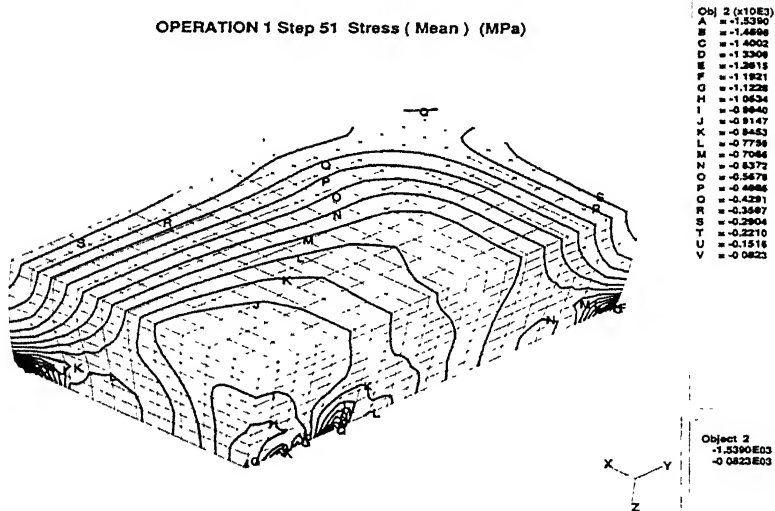 OPERATION 1 Step 51 Stress ( Mean ) (MPa)
Obj 2 (x10E3)
A = -1.5390
B = -1.4696
C = -1.4002
D = -1.3309
E = -1.2615
F = -1.1921
G = -1.1228
H = -1.0534
I = -0.9840
J = -0.9147
K = -0.8453
L = -0.7759
M = -0.7066
N = -0.6372
O = -0.5678
P = -0.4985
Q = -0.4291
R = -0.3597
S = -0.2904
T = -0.2210
U = -0.1516
V = -0.0823
Q
S
R
Q
P
O
N
M
L
K
J
S
R
K
N
M
K
L
X
Y
Z
Object 2
-1.5390E03
-0.0823E03